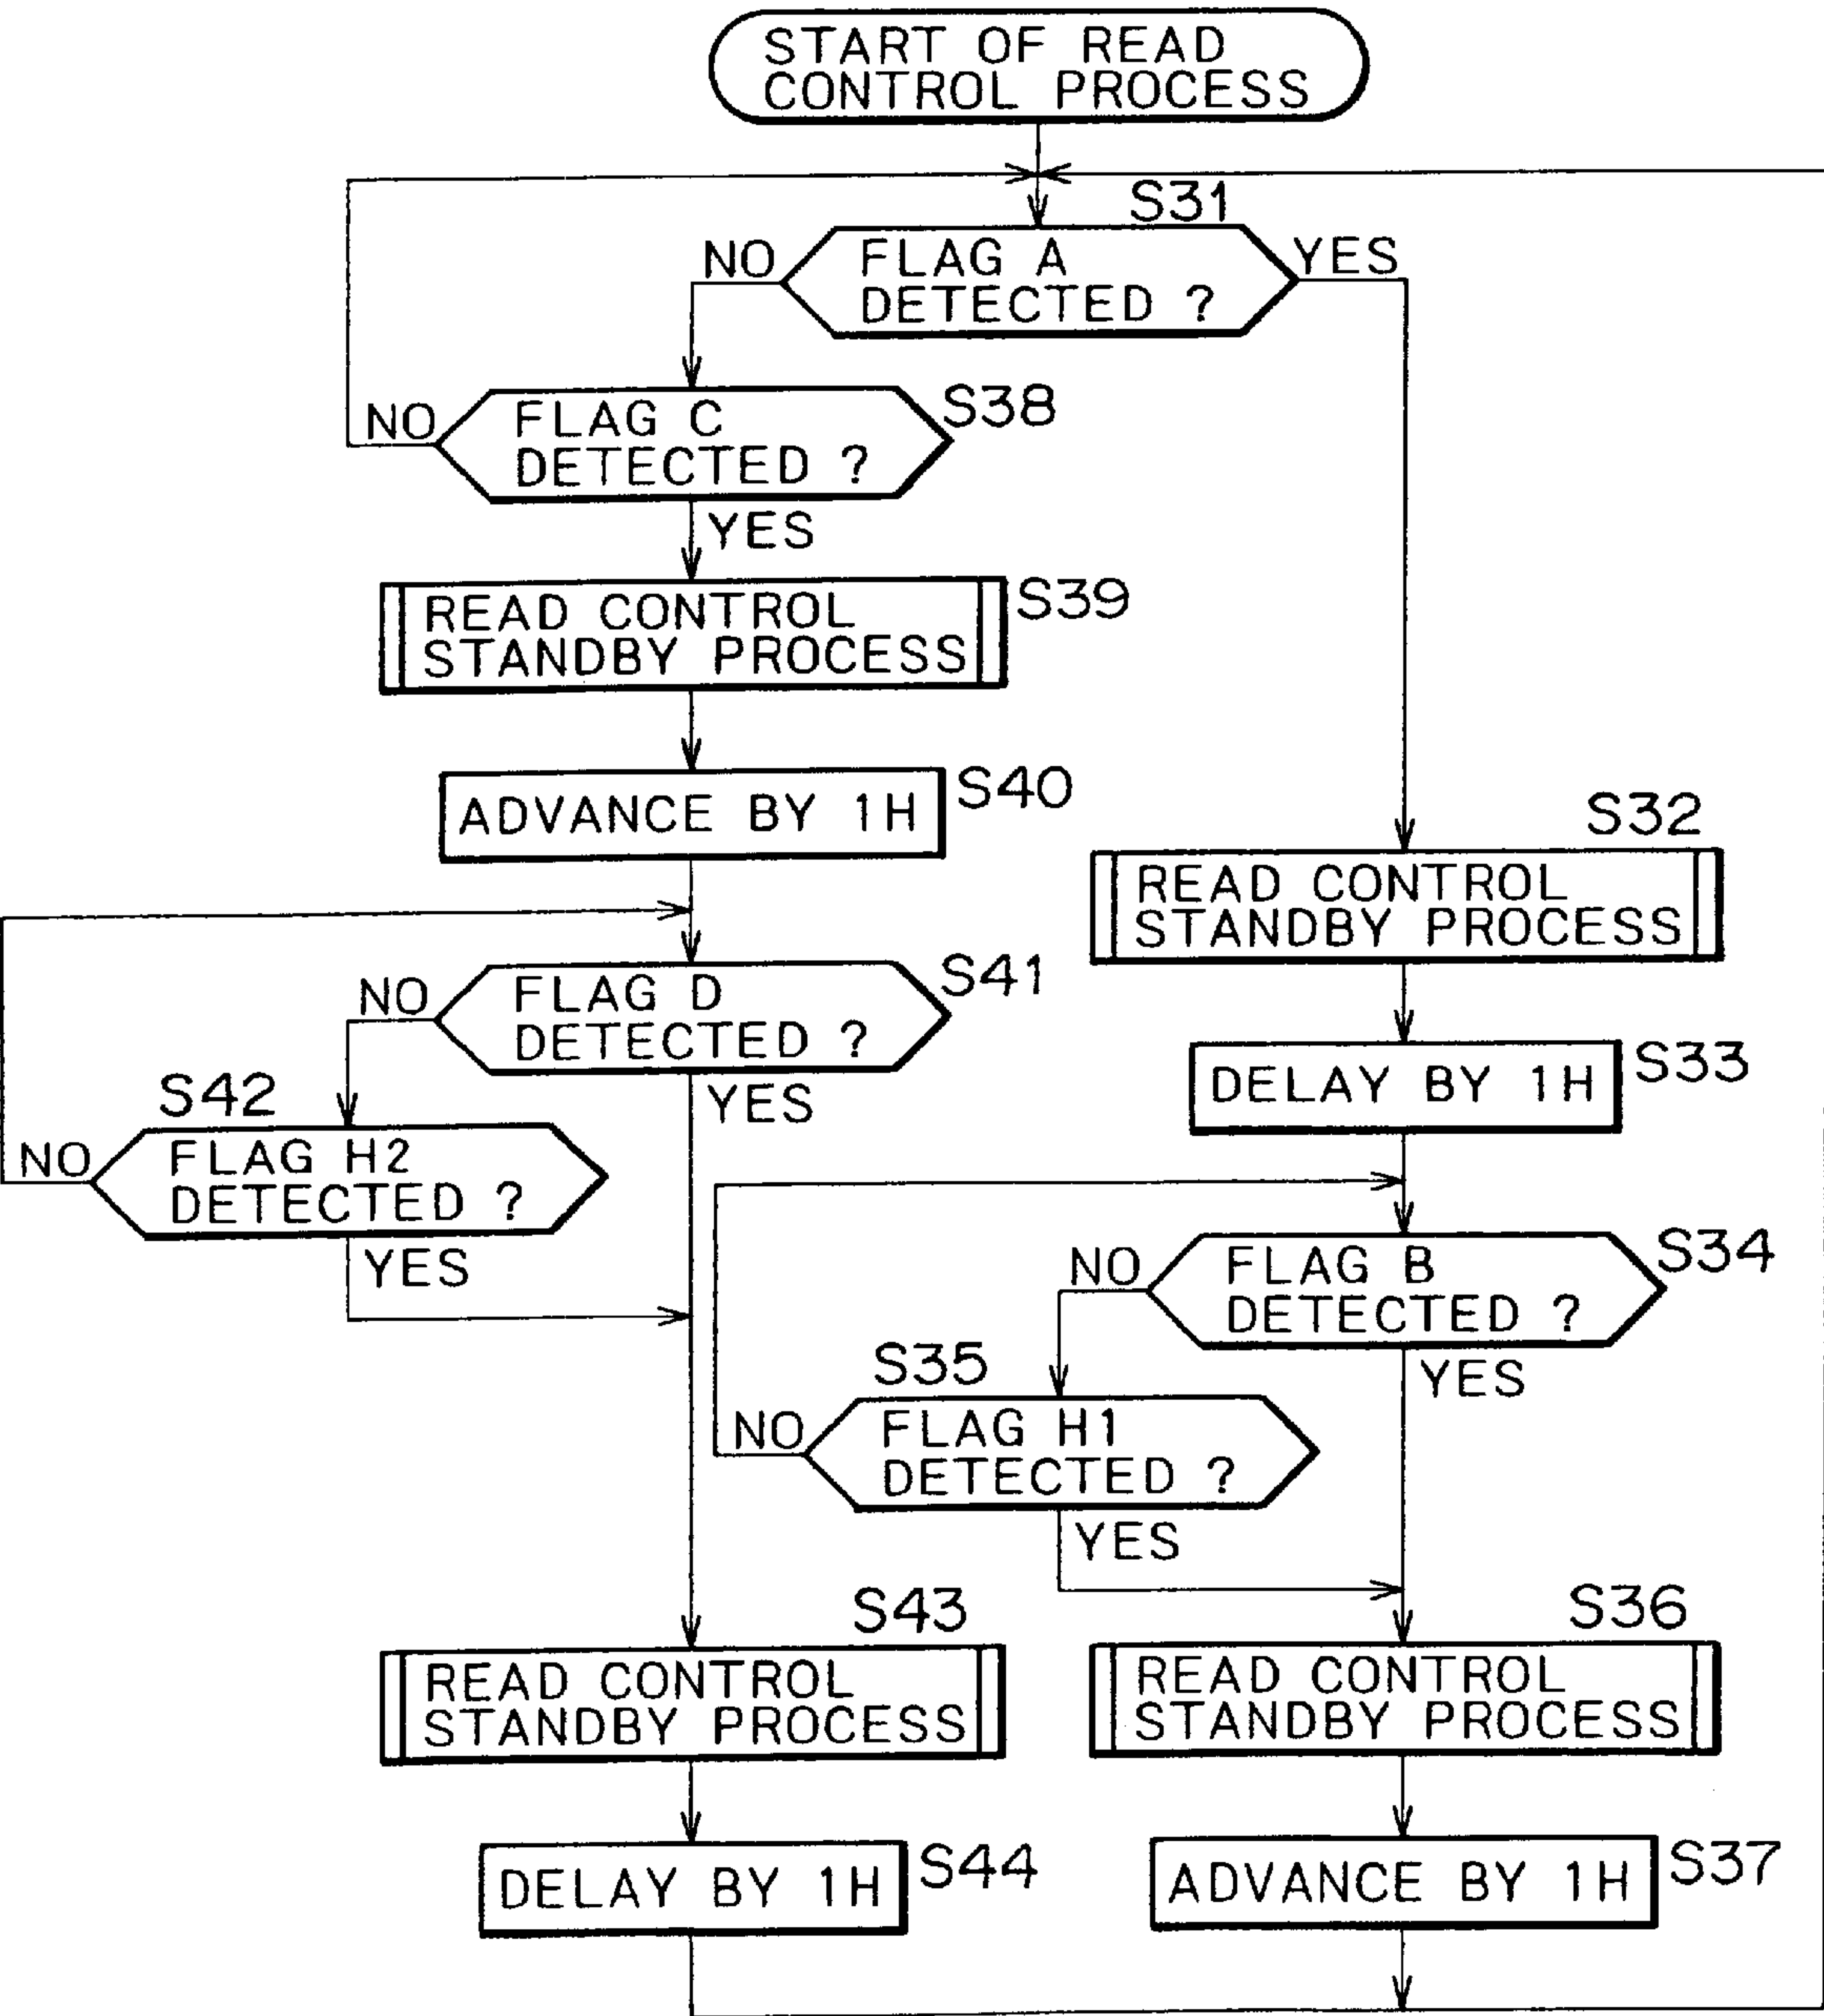 START OF READ
CONTROL PROCESS
S31
NO
FLAG A
DETECTED ?
YES
NO
FLAG C
DETECTED ?
S38
YES
READ CONTROL
STANDBY PROCESS
S39
ADVANCE BY 1H
S40
S32
READ CONTROL
STANDBY PROCESS
NO
FLAG D
DETECTED ?
S41
YES
DELAY BY 1H
S33
S42
NO
FLAG H2
DETECTED ?
YES
NO
FLAG B
DETECTED ?
S34
YES
S35
NO
FLAG H1
DETECTED ?
YES
S43
READ CONTROL
STANDBY PROCESS
S36
READ CONTROL
STANDBY PROCESS
DELAY BY 1H
S44
ADVANCE BY 1H
S37